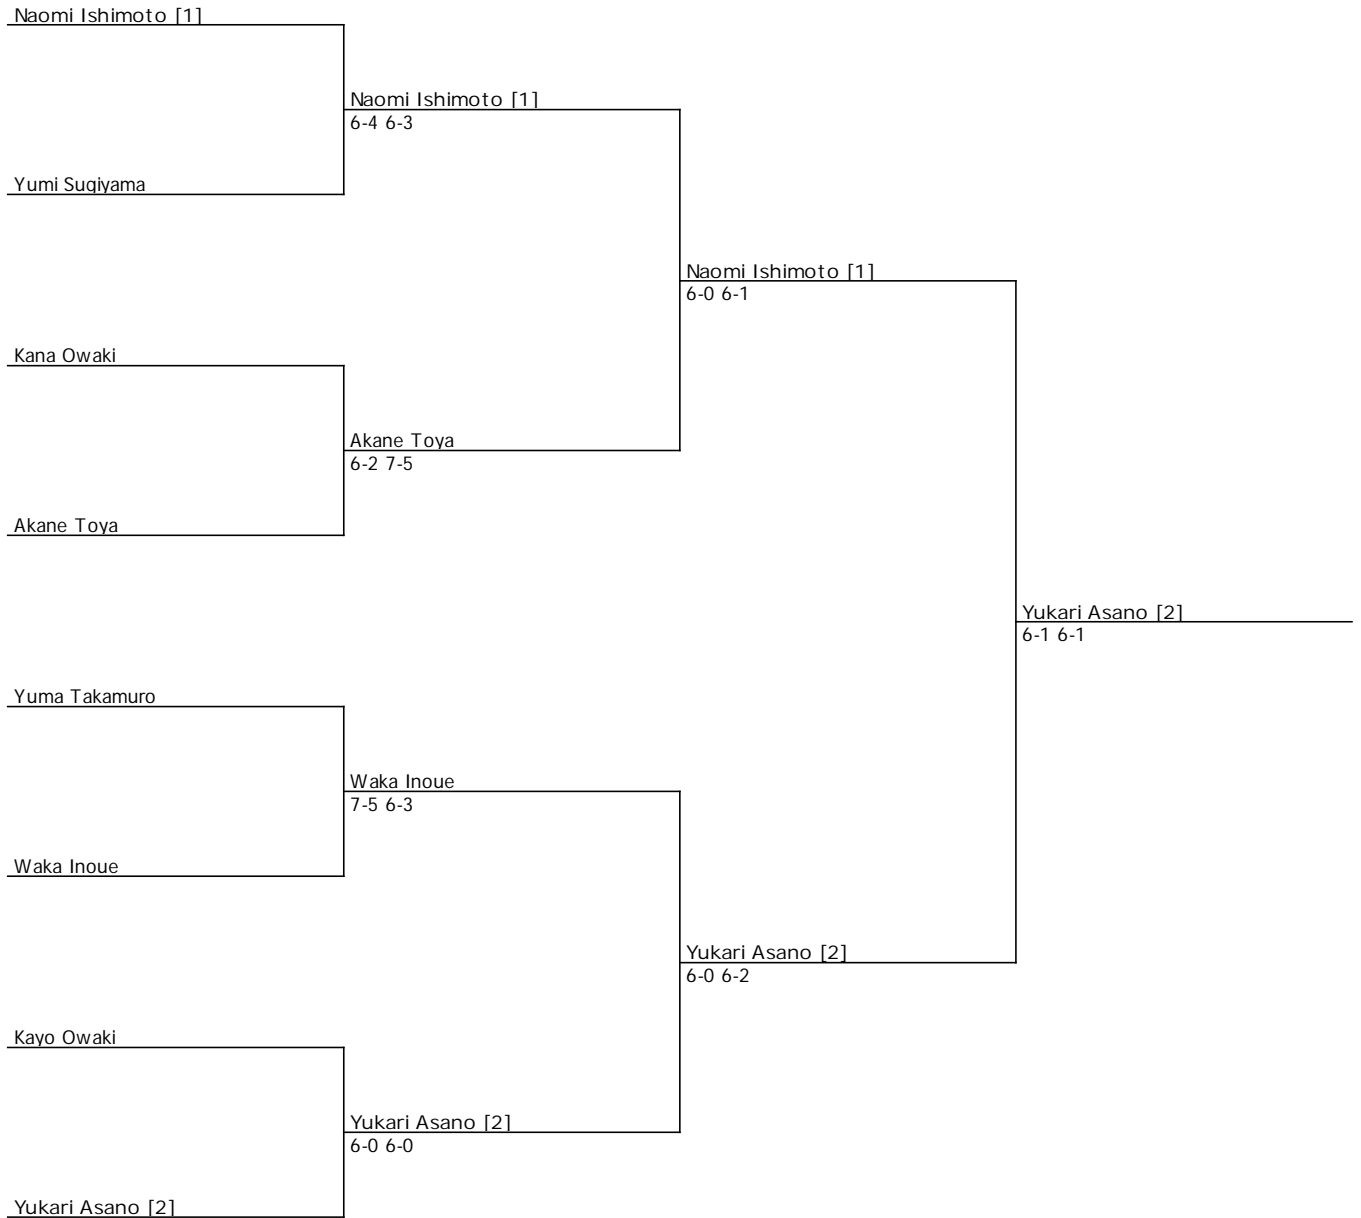 Naomi Ishimoto [1]
Naomi Ishimoto [1]
6-4 6-3
Yumi Sugiyama
Naomi Ishimoto [1]
6-0 6-1
Kana Owaki
Akane Toya
6-2 7-5
Akane Toya
Yukari Asano [2]
6-1 6-1
Yuma Takamuro
Waka Inoue
7-5 6-3
Waka Inoue
Yukari Asano [2]
6-0 6-2
Kayo Owaki
Yukari Asano [2]
6-0 6-0
Yukari Asano [2]